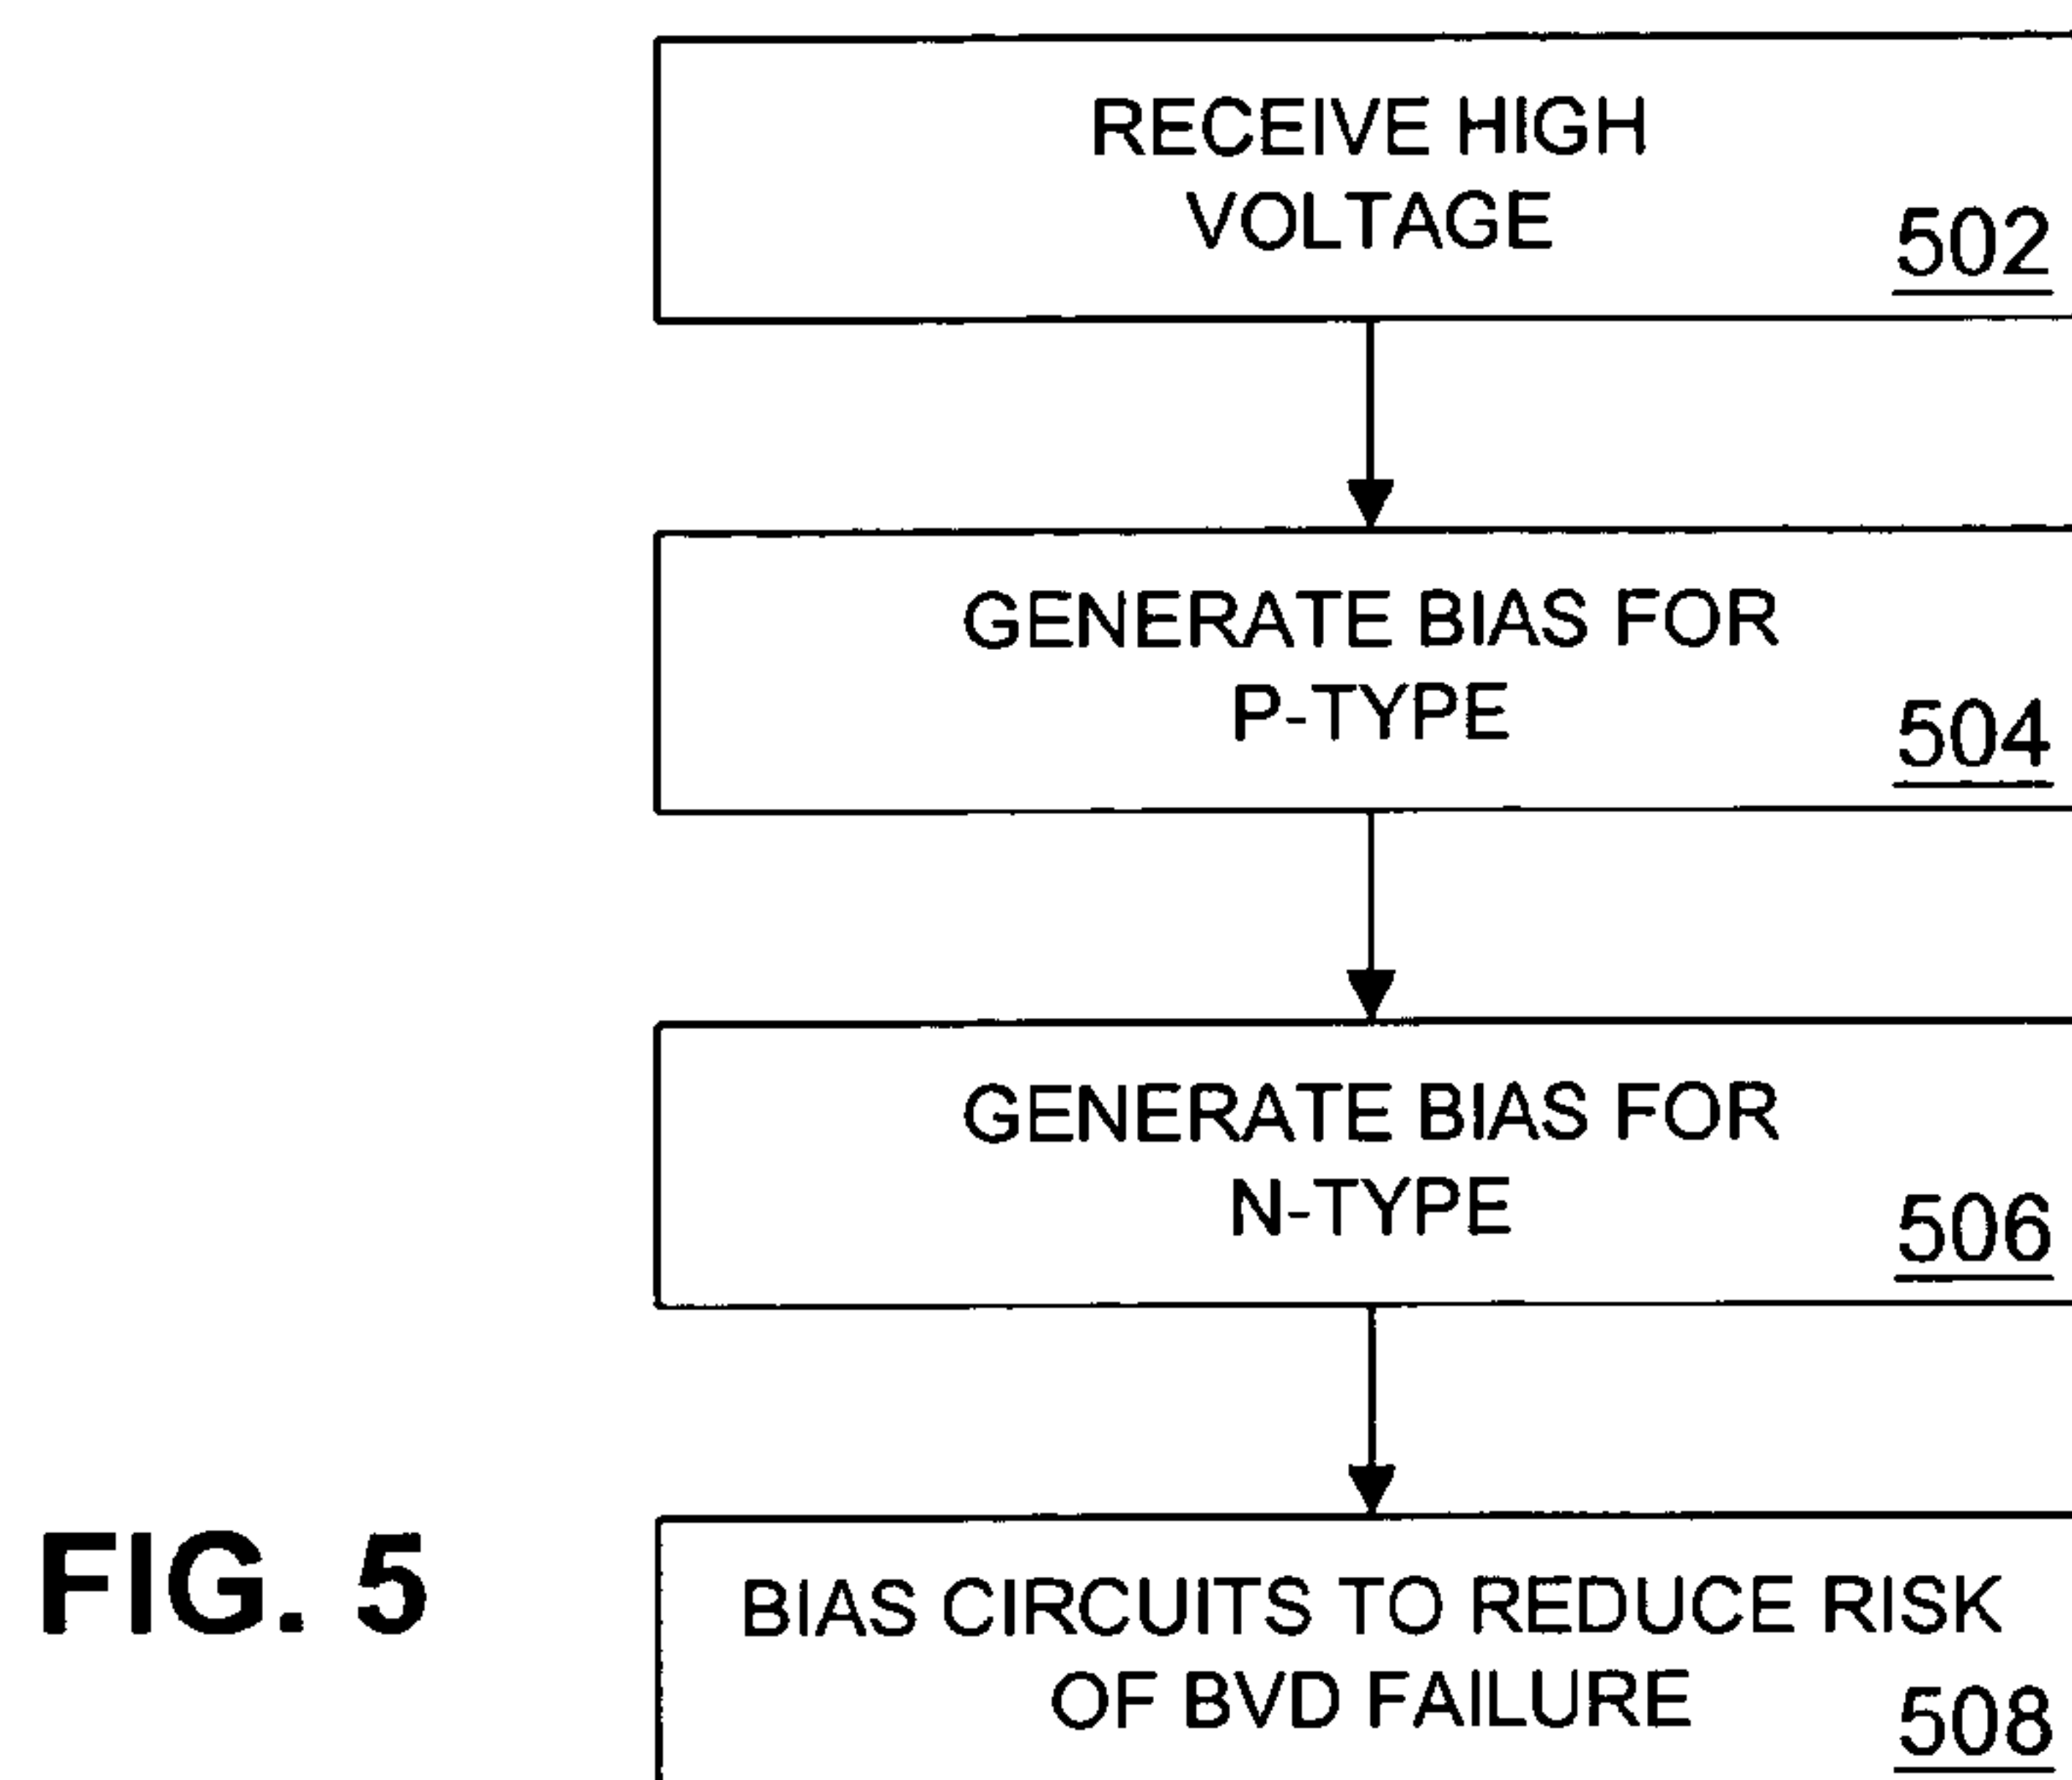 RECEIVE HIGH
VOLTAGE
502
GENERATE BIAS FOR
P-TYPE
504
GENERATE BIAS FOR
N-TYPE
506
BIAS CIRCUITS TO REDUCE RISK
OF BVD FAILURE
508
FIG. 5